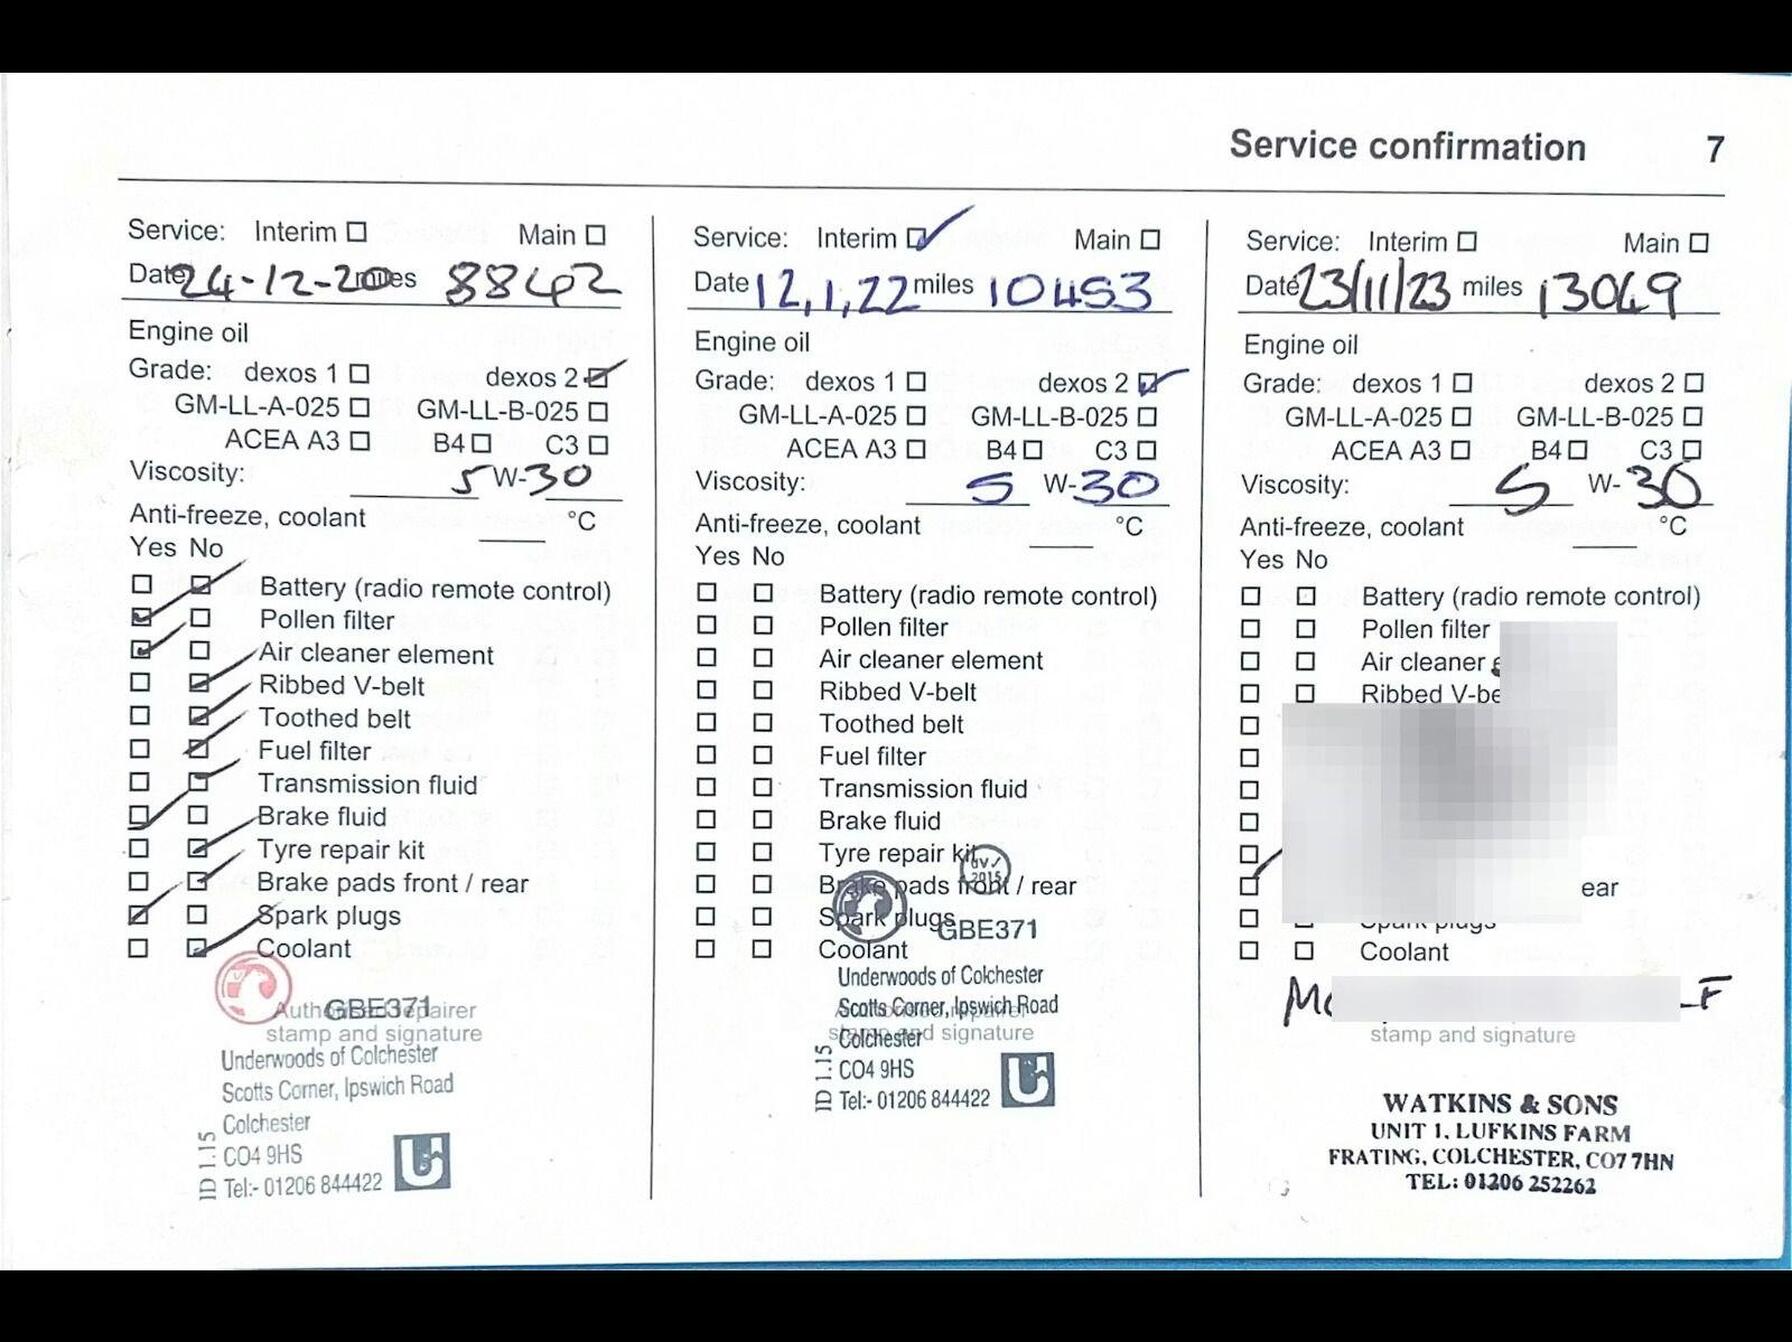 Service confirmation 7
Service: Interim Main
Date 24-12-20 miles 8842
Engine oil
Grade: dexos 1 dexos 2
GM-LL-A-025 GM-LL-B-025
ACEA A3 B4 C3
Viscosity: 5 W-30
Anti-freeze, coolant °C
Yes No
Battery (radio remote control)
Pollen filter
Air cleaner element
Ribbed V-belt
Toothed belt
Fuel filter
Transmission fluid
Brake fluid
Tyre repair kit
Brake pads front / rear
Spark plugs
Coolant
GBE371
stamp and signature
Underwoods of Colchester
Scotts Corner, Ipswich Road
Colchester
CO4 9HS
Tel:- 01206 844422
ID 1.15
Service: Interim Main
Date 12,1,22 miles 10453
Engine oil
Grade: dexos 1 dexos 2
GM-LL-A-025 GM-LL-B-025
ACEA A3 B4 C3
Viscosity: 5 W-30
Anti-freeze, coolant °C
Yes No
Battery (radio remote control)
Pollen filter
Air cleaner element
Ribbed V-belt
Toothed belt
Fuel filter
Transmission fluid
Brake fluid
Tyre repair kit
2015
Brake pads front / rear
Spark plugs
GBE371
Coolant
Underwoods of Colchester
Scotts Corner, Ipswich Road
stamp and signature
Colchester
CO4 9HS
Tel:- 01206 844422
ID 1.15
Service: Interim Main
Date 23/11/23 miles 13049
Engine oil
Grade: dexos 1 dexos 2
GM-LL-A-025 GM-LL-B-025
ACEA A3 B4 C3
Viscosity: 5 W-30
Anti-freeze, coolant °C
Yes No
Battery (radio remote control)
Pollen filter
Air cleaner
Ribbed V-be
ear
Spark plugs
Coolant
stamp and signature
WATKINS & SONS
UNIT 1, LUFKINS FARM
FRATING, COLCHESTER, CO7 7HN
TEL: 01206 252262